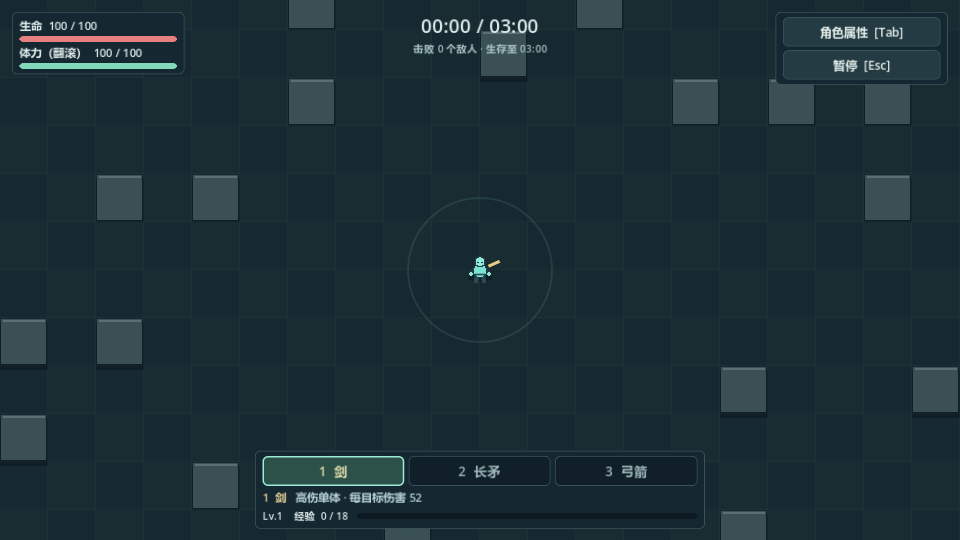 生命 100 / 100
体力（翻滚） 100 / 100
00:00 / 03:00
击败 0 个敌人 · 生存至 03:00
角色属性 [Tab]
暂停 [Esc]
1 剑
2 长矛
3 弓箭
1 剑 高伤单体 · 每目标伤害 52
Lv.1 经验 0 / 18